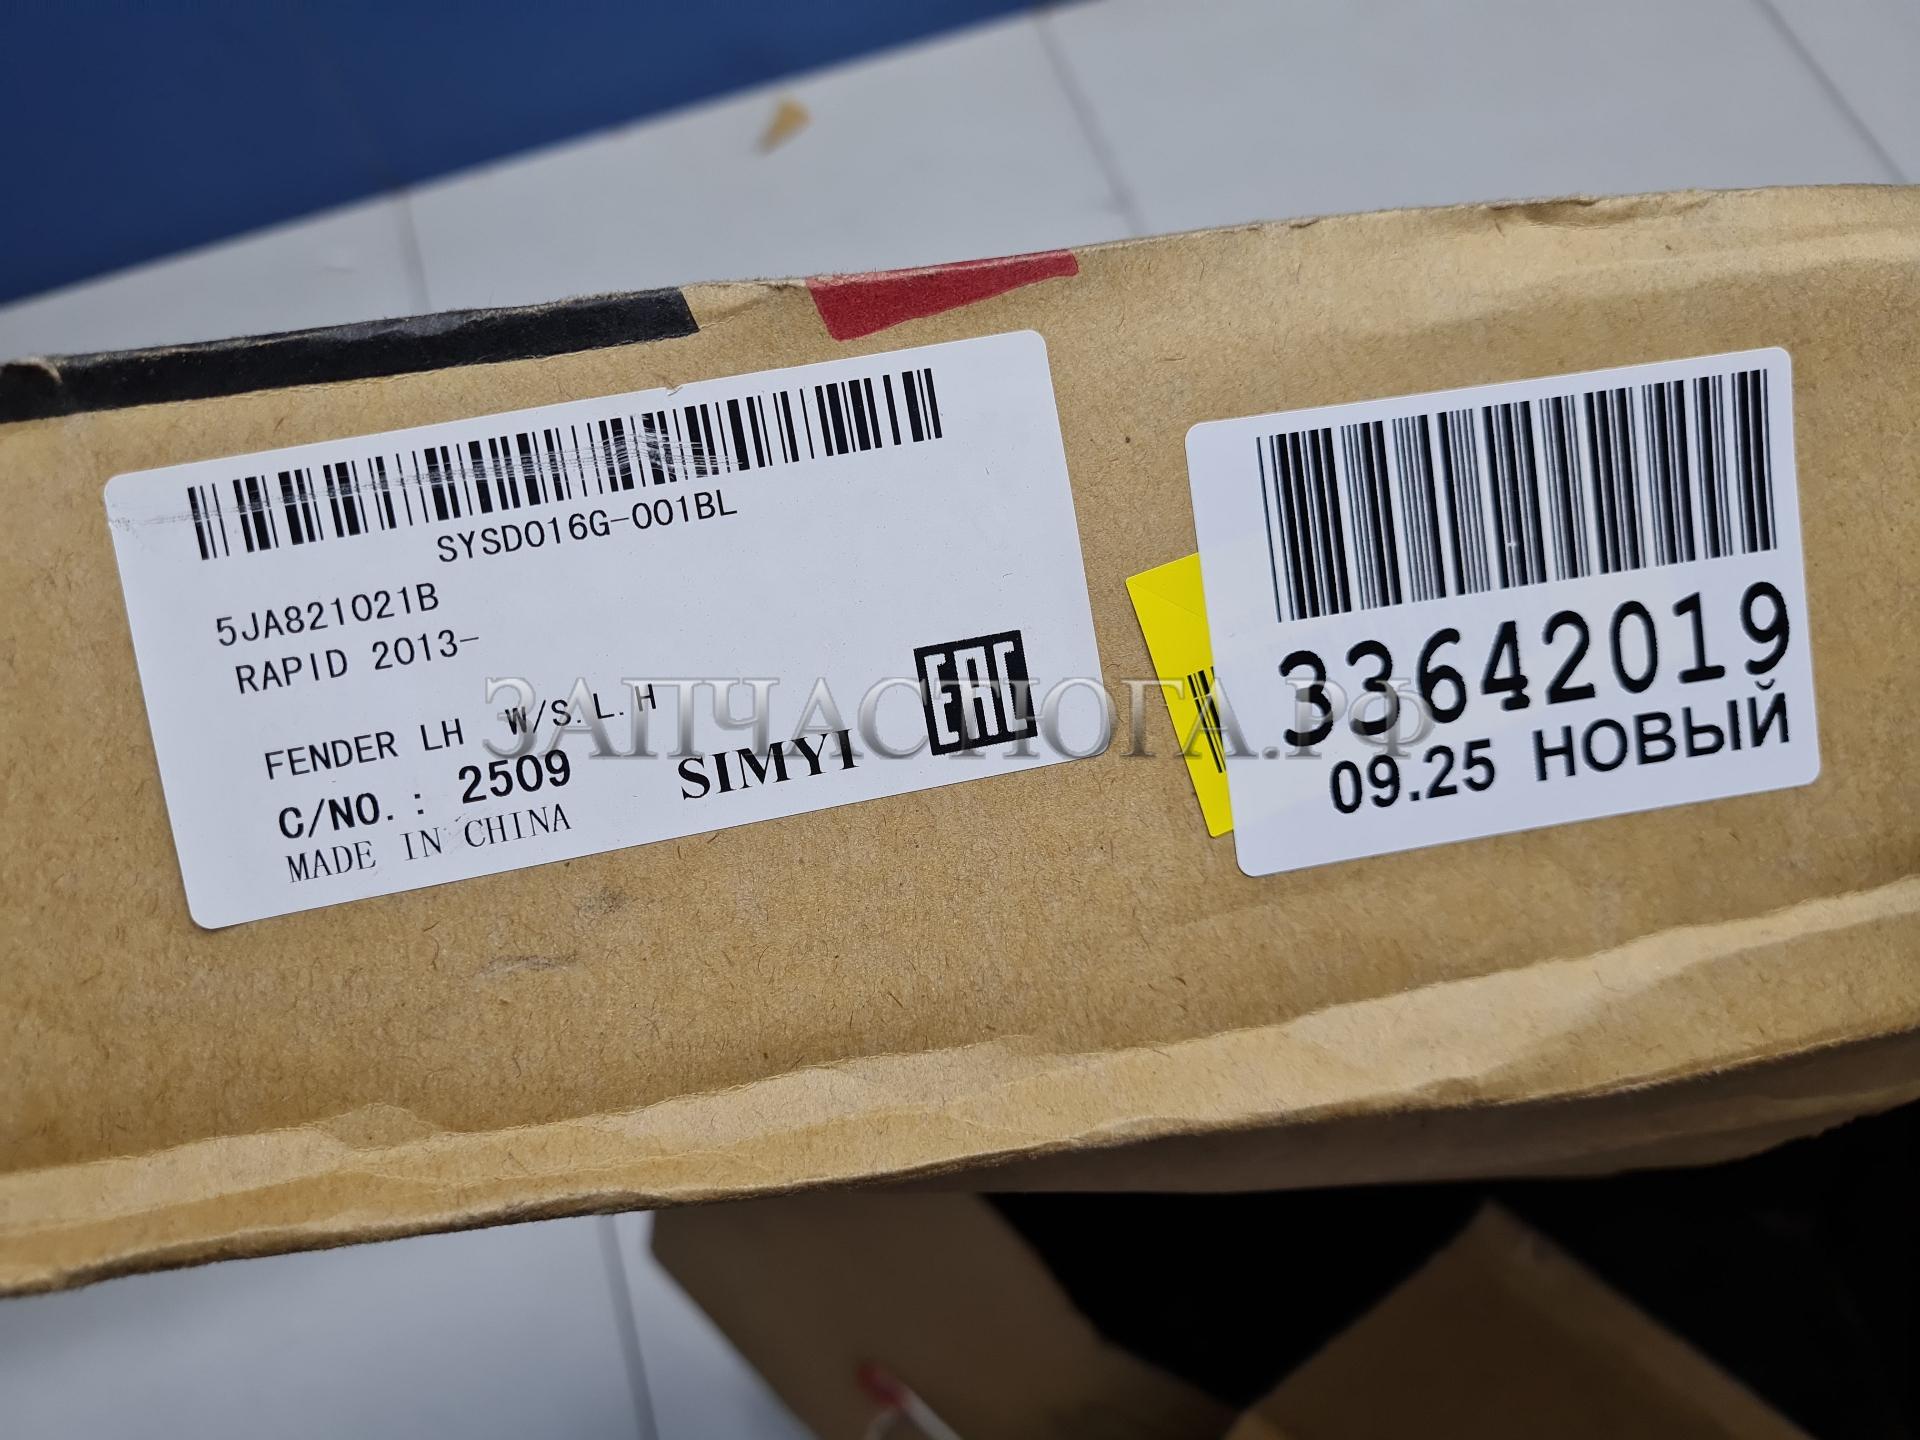 SYSD016G-001BL
5JA821021B
RAPID 2013-
FENDER LH W/S.L.H
C/NO.: 2509
SIMYI
MADE IN CHINA
EAC
33642019
09.25 НОВЫЙ
ЗАПЧАСТЮГА.РФ